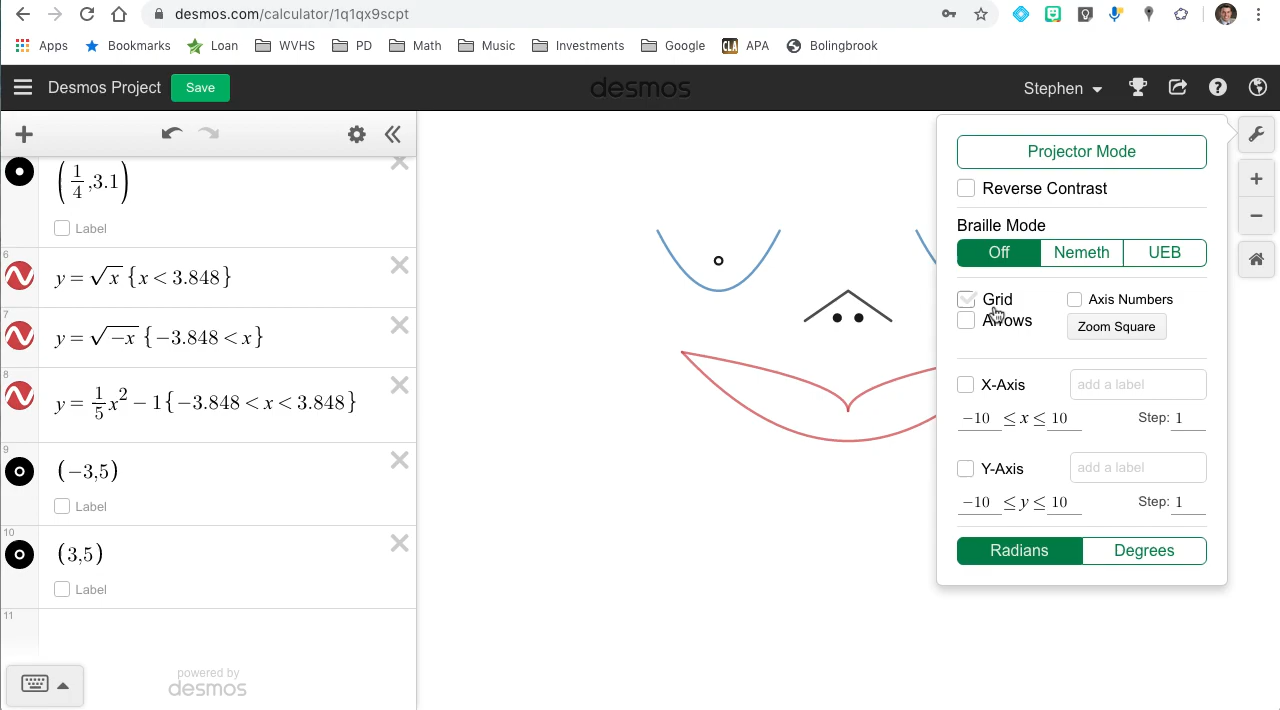 desmos.com/calculator/1q1qx9scpt
Apps Bookmarks Loan WVHS PD Math Music Investments Google CLA APA Bolingbrook
Desmos Project Save desmos Stephen
(1/4,3.1)
Label
6
y = √x {x < 3.848}
7
y = √−x {−3.848 < x}
8
y = 1/5 x² − 1{−3.848 < x < 3.848}
9
(−3,5)
Label
10
(3,5)
Label
11
powered by
desmos
Projector Mode
Reverse Contrast
Braille Mode
Off Nemeth UEB
Grid Axis Numbers
Arrows Zoom Square
X-Axis add a label
−10 ≤ x ≤ 10 Step: 1
Y-Axis add a label
−10 ≤ y ≤ 10 Step: 1
Radians Degrees